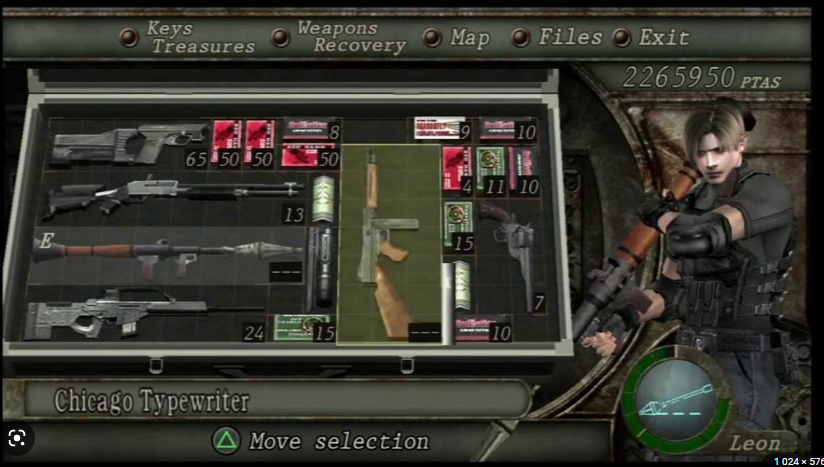 Keys
Treasures
Weapons
Recovery
Map
Files
Exit
2265950 PTAS
65 50 50 8 9 10
50 4 11 10
13
15
E
---
7
24 15 --- 10
Chicago Typewriter
Move selection
Leon
1 024 × 576